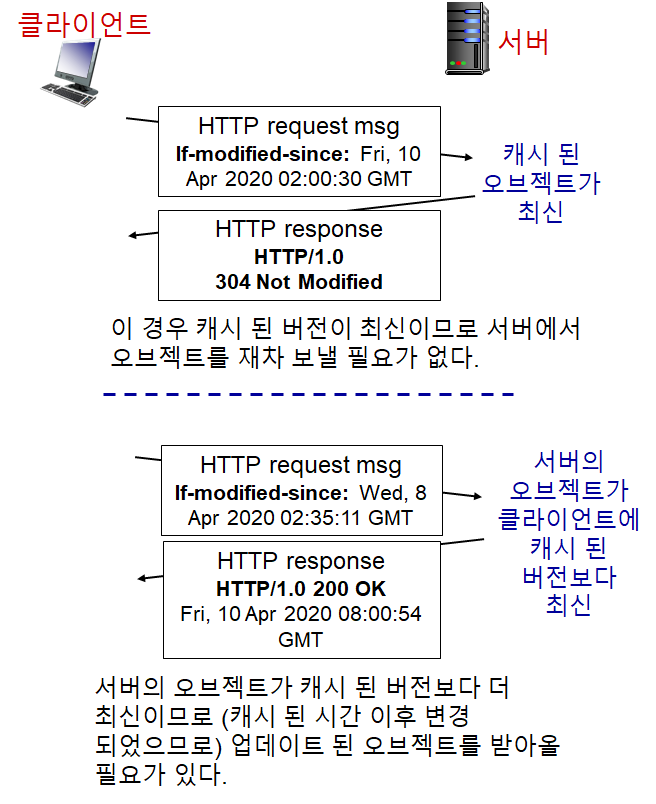 클라이언트
서버
HTTP request msg
If-modified-since: Fri, 10
Apr 2020 02:00:30 GMT
캐시 된
오브젝트가
최신
HTTP response
HTTP/1.0
304 Not Modified
이 경우 캐시 된 버전이 최신이므로 서버에서
오브젝트를 재차 보낼 필요가 없다.
HTTP request msg
If-modified-since: Wed, 8
Apr 2020 02:35:11 GMT
서버의
오브젝트가
클라이언트에
캐시 된
버전보다
최신
HTTP response
HTTP/1.0 200 OK
Fri, 10 Apr 2020 08:00:54
GMT
서버의 오브젝트가 캐시 된 버전보다 더
최신이므로 (캐시 된 시간 이후 변경
되었으므로) 업데이트 된 오브젝트를 받아올
필요가 있다.